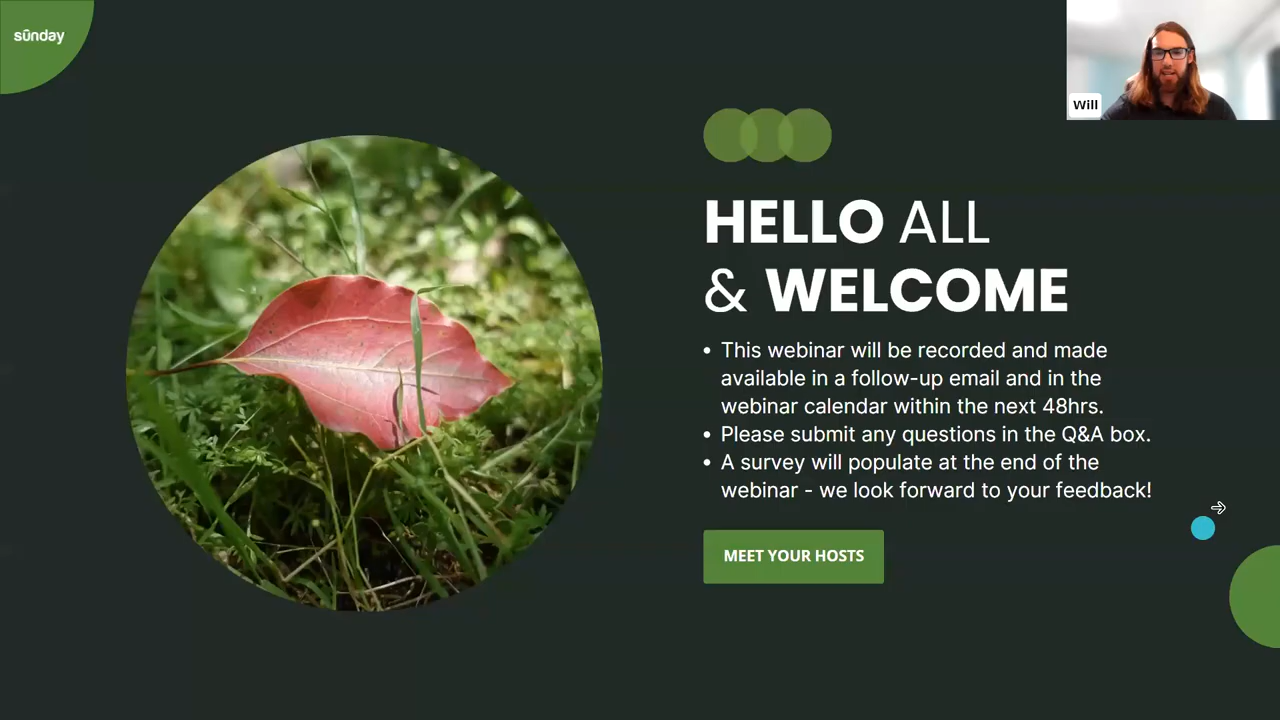 sünday
Will
HELLO ALL
& WELCOME
• This webinar will be recorded and made
available in a follow-up email and in the
webinar calendar within the next 48hrs.
• Please submit any questions in the Q&A box.
• A survey will populate at the end of the
webinar - we look forward to your feedback!
MEET YOUR HOSTS